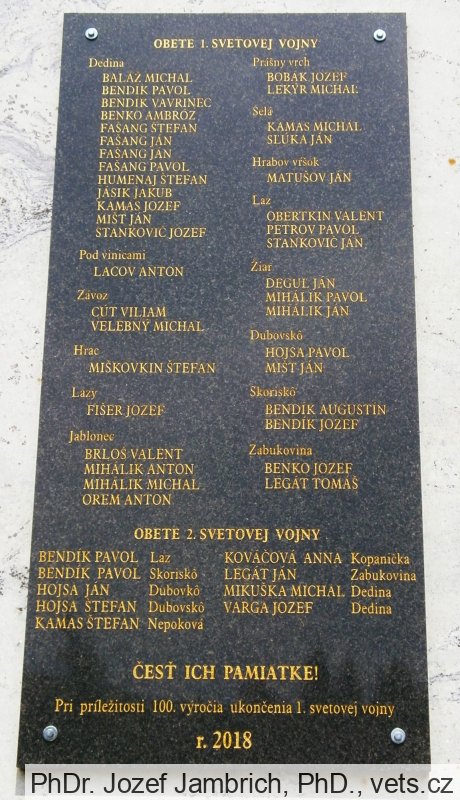 OBETE 1. SVETOVEJ VOJNY
Dedina
BALÁŽ MICHAL
BENDÍK PAVOL
BENDÍK VAVRINEC
BENKO AMBRÓZ
FAŠANG ŠTEFAN
FAŠANG JÁN
FAŠANG JÁN
FAŠANG PAVOL
HUMENAJ ŠTEFAN
JÁSIK JAKUB
KAMAS JOZEF
MIŠT JÁN
STANKOVIČ JOZEF
Pod vinicami
LACOV ANTON
Závoz
CÚT VILIAM
VELEBNÝ MICHAL
Hrac
MIŠKOVKIN ŠTEFAN
Lazy
FIŠER JOZEF
Jablonec
BRLOŠ VALENT
MIHÁLIK ANTON
MIHÁLIK MICHAL
OREM ANTON
Prášny vrch
BOBÁK JOZEF
LEKÝR MICHAL
Šelá
KAMAS MICHAL
SLUKA JÁN
Hrabov vŕšok
MATUŠOV JÁN
Laz
OBERTKIN VALENT
PETROV PAVOL
STANKOVIČ JÁN
Žiar
DEGUĽ JÁN
MIHÁLIK PAVOL
MIHÁLIK JÁN
Dubovskô
HOJSA PAVOL
MIŠT JÁN
Skoriskô
BENDÍK AUGUSTÍN
BENDÍK JOZEF
Zabukovina
BENKO JOZEF
LEGÁT TOMÁŠ
OBETE 2. SVETOVEJ VOJNY
BENDÍK PAVOL Laz
BENDÍK PAVOL Skoriskô
HOJSA JÁN Dubovkô
HOJSA ŠTEFAN Dubovskô
KAMAS ŠTEFAN Nepoková
KOVÁČOVÁ ANNA Kopanička
LEGÁT JÁN Zabukovina
MIKUŠKA MICHAL Dedina
VARGA JOZEF Dedina
ČESŤ ICH PAMIATKE!
Pri príležitosti 100. výročia ukončenia 1. svetovej vojny
r. 2018
PhDr. Jozef Jambrich, PhD., vets.cz